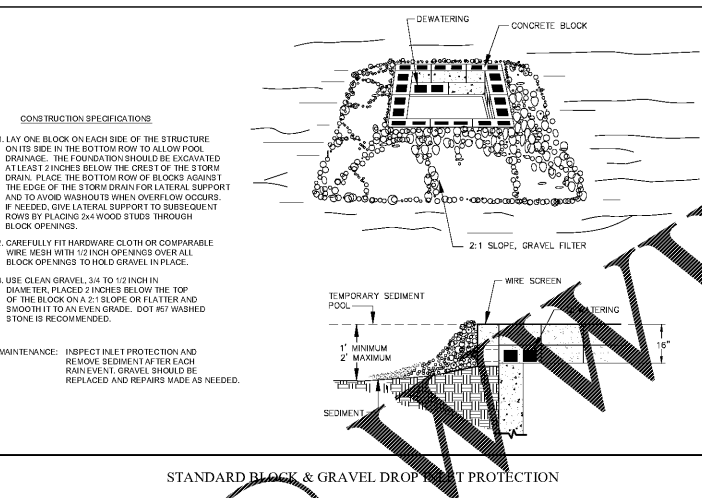 DEWATERING
CONCRETE BLOCK
CONSTRUCTION SPECIFICATIONS
1. LAY ONE BLOCK ON EACH SIDE OF THE STRUCTURE
ON ITS SIDE IN THE BOTTOM ROW TO ALLOW POOL
DRAINAGE. THE FOUNDATION SHOULD BE EXCAVATED
AT LEAST 2 INCHES BELOW THE CREST OF THE STORM
DRAIN. PLACE THE BOTTOM ROW OF BLOCKS AGAINST
THE EDGE OF THE STORM DRAIN FOR LATERAL SUPPORT
AND TO AVOID WASHOUTS WHEN OVERFLOW OCCURS.
IF NEEDED, GIVE LATERAL SUPPORT TO SUBSEQUENT
ROWS BY PLACING 2x4 WOOD STUDS THROUGH
BLOCK OPENINGS.
2. CAREFULLY FIT HARDWARE CLOTH OR COMPARABLE
WIRE MESH WITH 1/2 INCH OPENINGS OVER ALL
BLOCK OPENINGS TO HOLD GRAVEL IN PLACE.
USE CLEAN GRAVEL, 3/4 TO 1/2 INCH IN
DIAMETER, PLACED 2 INCHES BELOW THE TOP
OF THE BLOCK ON A 2:1 SLOPE OR FLATTER AND
SMOOTH IT TO AN EVEN GRADE. DOT #57 WASHED
STONE IS RECOMMENDED.
MAINTENANCE: INSPECT INLET PROTECTION AND
REMOVE SEDIMENT AFTER EACH
RAIN EVENT. GRAVEL SHOULD BE
REPLACED AND REPAIRS MADE AS NEEDED.
2:1 SLOPE, GRAVEL FILTER
WIRE SCREEN
TEMPORARY SEDIMENT
POOL
DEWATERING
1' MINIMUM
2' MAXIMUM
16"
SEDIMENT
WWW
STANDARD BLOCK & GRAVEL DROP INLET PROTECTION